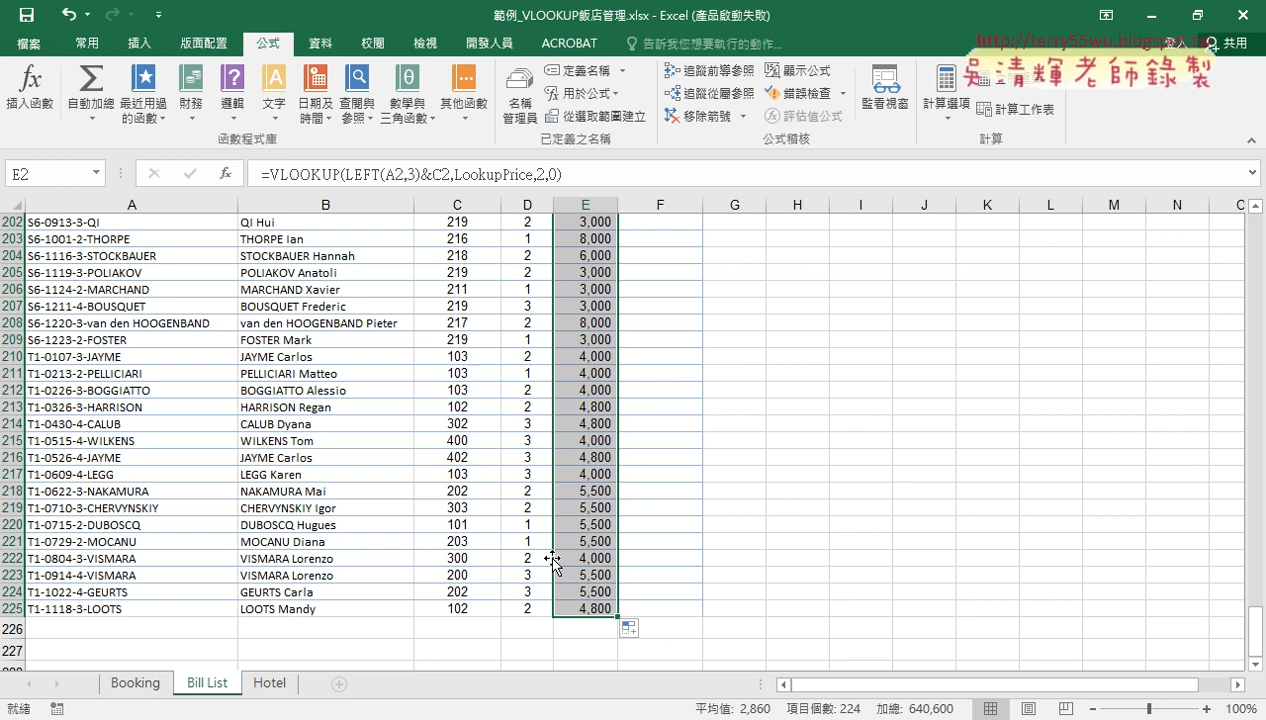 範例_VLOOKUP飯店管理.xlsx - Excel (產品啟動失敗)
檔案 常用 插入 版面配置 公式 資料 校閱 檢視 開發人員 ACROBAT 告訴我您想要執行的動作... 登入 共用
http://terry55wu.blogspot.tw
吳清輝老師錄製
插入函數 自動加總 最近用過的函數 財務 邏輯 文字 日期及時間 查閱與參照 數學與三角函數 其他函數
函數程式庫
名稱管理員 定義名稱 用於公式 從選取範圍建立
已定義之名稱
追蹤前導參照 顯示公式
追蹤從屬參照 錯誤檢查
移除箭號 評估值公式
公式稽核
監看視窗
計算選項 計算工作表
計算
E2 fx =VLOOKUP(LEFT(A2,3)&C2,LookupPrice,2,0)
A B C D E F G H I J K L M N
202 S6-0913-3-QI QI Hui 219 2 3,000
203 S6-1001-2-THORPE THORPE Ian 216 1 8,000
204 S6-1116-3-STOCKBAUER STOCKBAUER Hannah 218 2 6,000
205 S6-1119-3-POLIAKOV POLIAKOV Anatoli 219 2 3,000
206 S6-1124-2-MARCHAND MARCHAND Xavier 211 1 3,000
207 S6-1211-4-BOUSQUET BOUSQUET Frederic 219 3 3,000
208 S6-1220-3-van den HOOGENBAND van den HOOGENBAND Pieter 217 2 8,000
209 S6-1223-2-FOSTER FOSTER Mark 219 1 3,000
210 T1-0107-3-JAYME JAYME Carlos 103 2 4,000
211 T1-0213-2-PELLICIARI PELLICIARI Matteo 103 1 4,000
212 T1-0226-3-BOGGIATTO BOGGIATTO Alessio 103 2 4,000
213 T1-0326-3-HARRISON HARRISON Regan 102 2 4,800
214 T1-0430-4-CALUB CALUB Dyana 302 3 4,800
215 T1-0515-4-WILKENS WILKENS Tom 400 3 4,000
216 T1-0526-4-JAYME JAYME Carlos 402 3 4,800
217 T1-0609-4-LEGG LEGG Karen 103 3 4,000
218 T1-0622-3-NAKAMURA NAKAMURA Mai 202 2 5,500
219 T1-0710-3-CHERVYNSKIY CHERVYNSKIY Igor 303 2 5,500
220 T1-0715-2-DUBOSCQ DUBOSCQ Hugues 101 1 5,500
221 T1-0729-2-MOCANU MOCANU Diana 203 1 5,500
222 T1-0804-3-VISMARA VISMARA Lorenzo 300 2 4,000
223 T1-0914-4-VISMARA VISMARA Lorenzo 200 3 5,500
224 T1-1022-4-GEURTS GEURTS Carla 202 3 5,500
225 T1-1118-3-LOOTS LOOTS Mandy 102 2 4,800
226
227
Booking Bill List Hotel
就緒 平均值: 2,860 項目個數: 224 加總: 640,600 100%